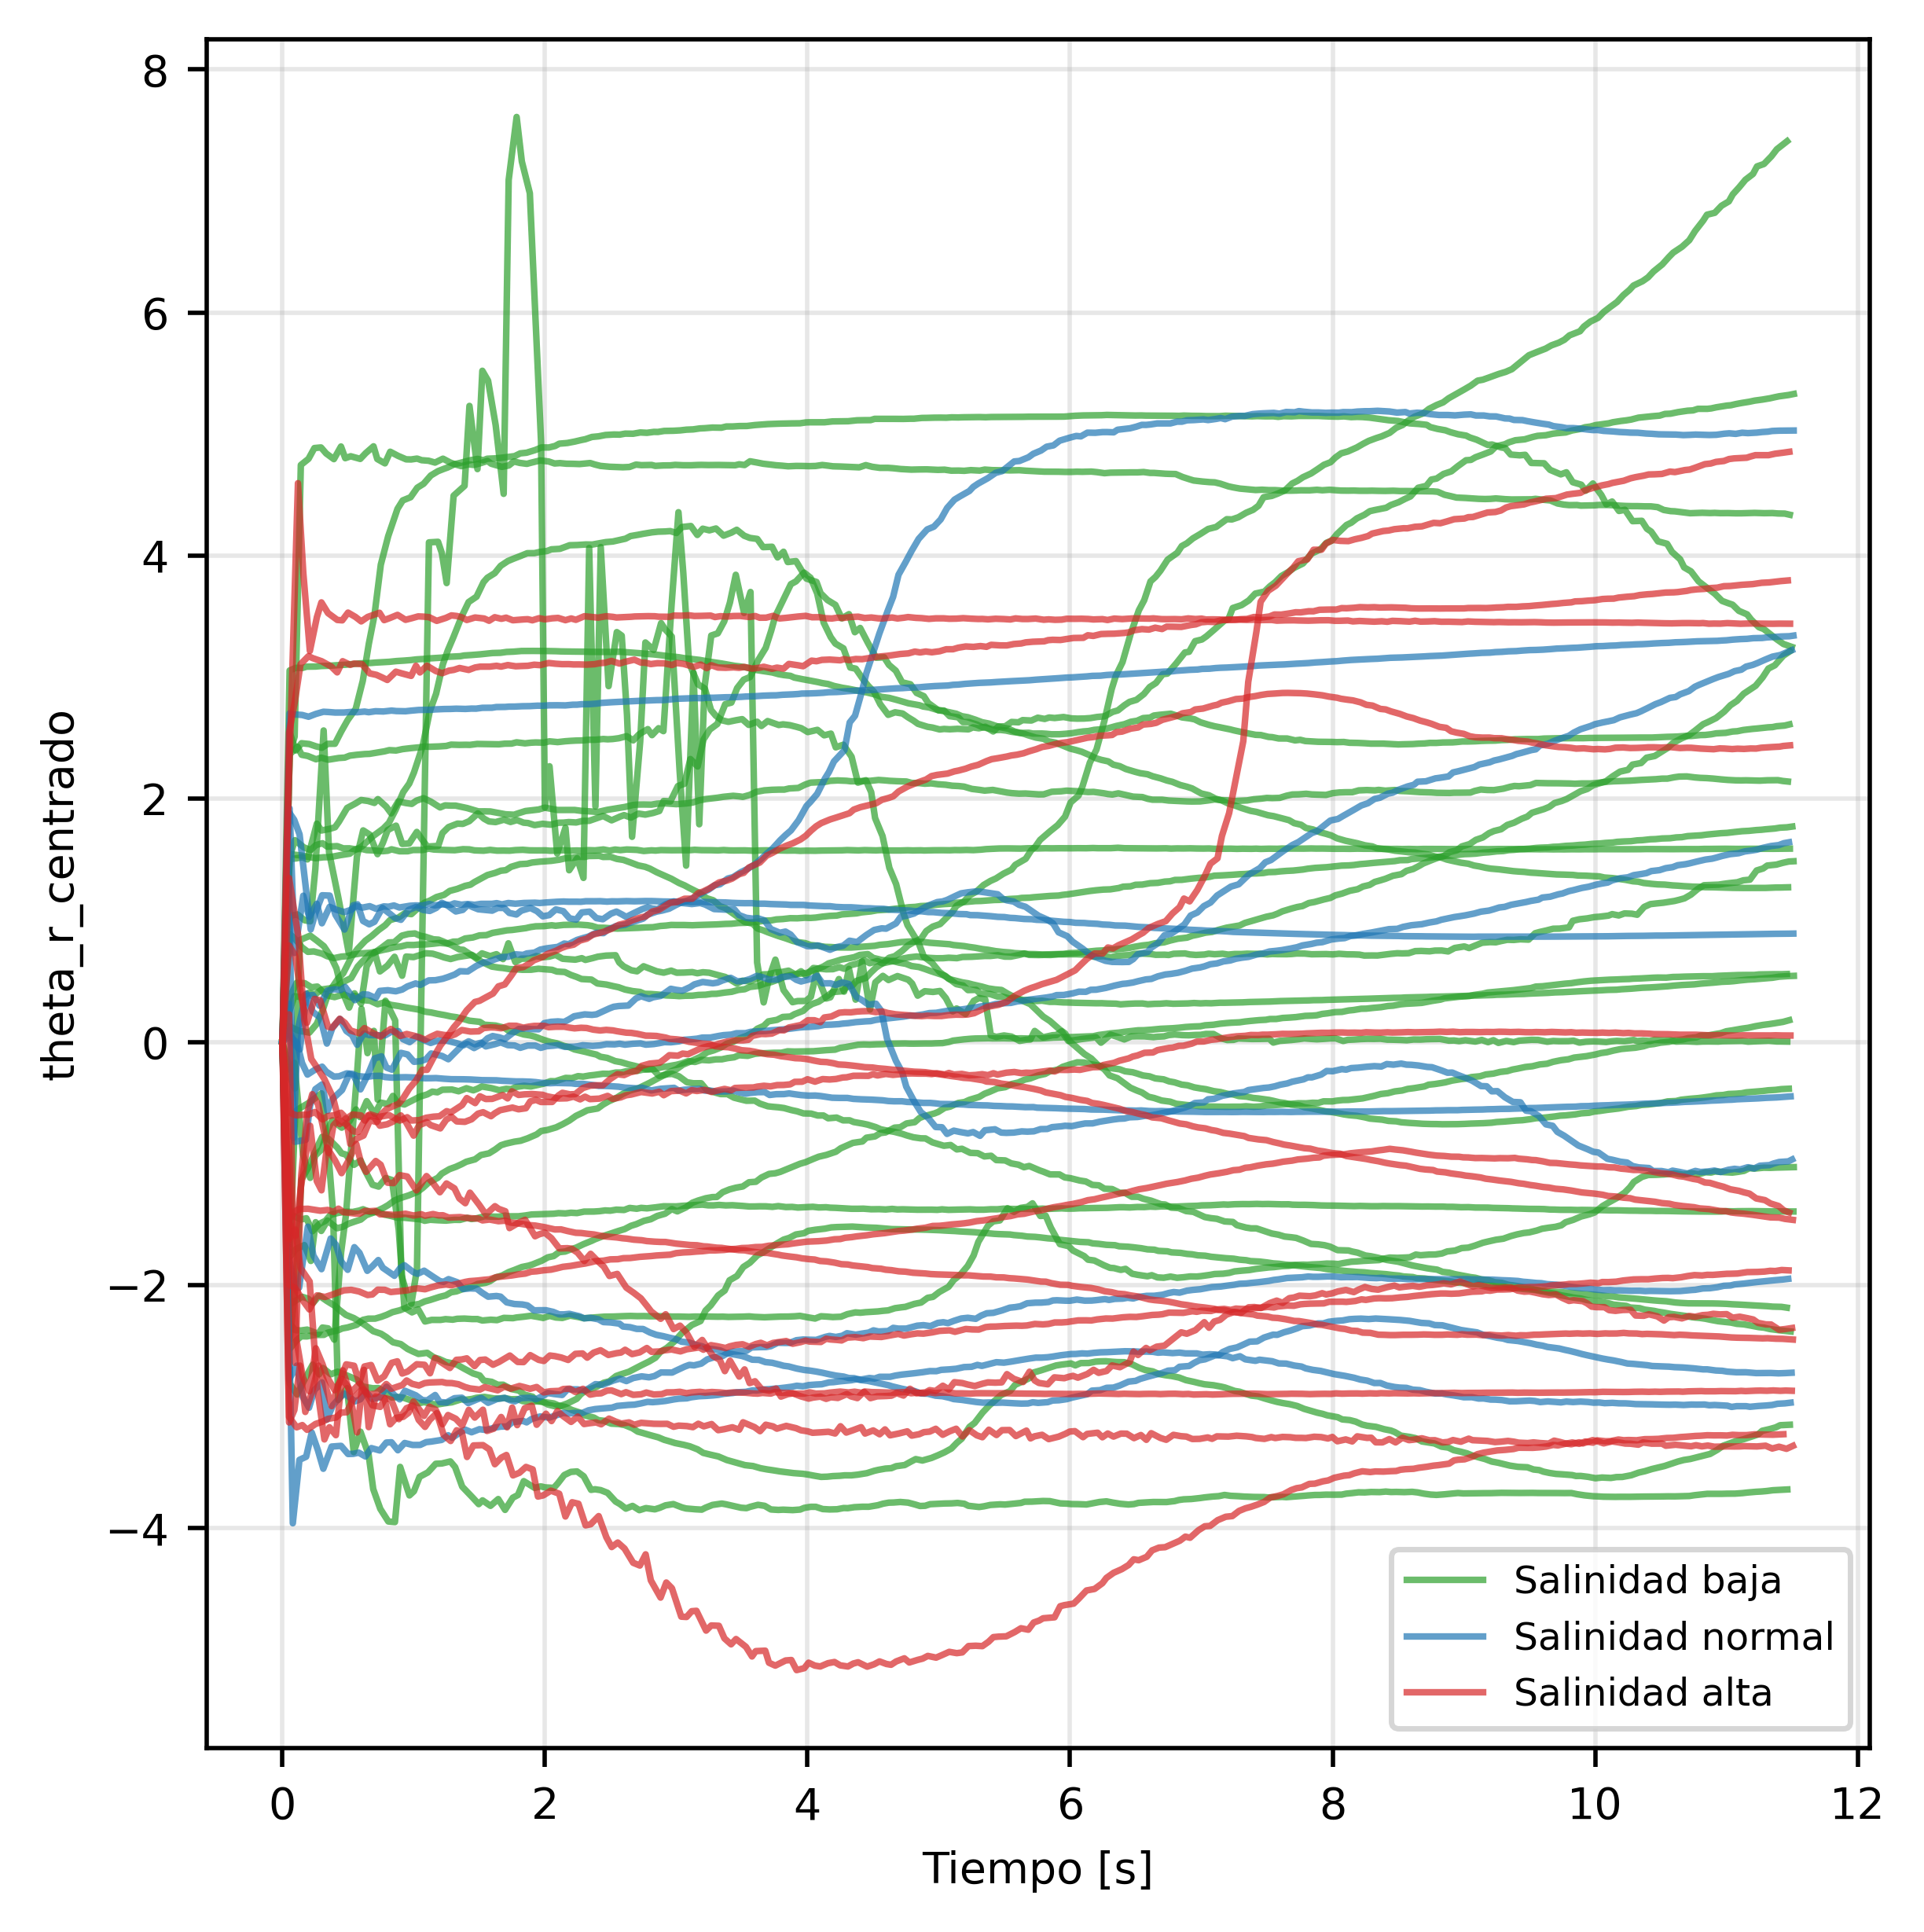 8
6
4
2
0
−2
−4
theta_r_centrado
0 2 4 6 8 10 12
Tiempo [s]
Salinidad baja
Salinidad normal
Salinidad alta